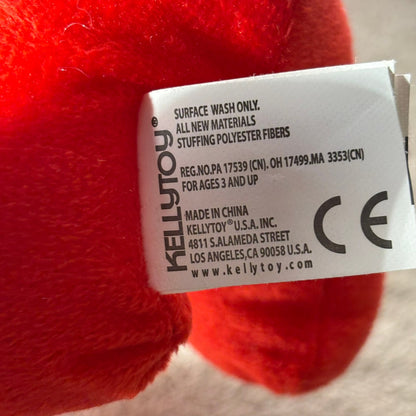 KELLYTOY®
SURFACE WASH ONLY.
ALL NEW MATERIALS
STUFFING POLYESTER FIBERS
REG.NO.PA 17539 (CN). OH 17499.MA 3353(CN)
FOR AGES 3 AND UP
MADE IN CHINA
KELLYTOY® U.S.A. INC.
4811 S.ALAMEDA STREET
LOS ANGELES,CA 90058 U.S.A.
www.kellytoy.com
CE